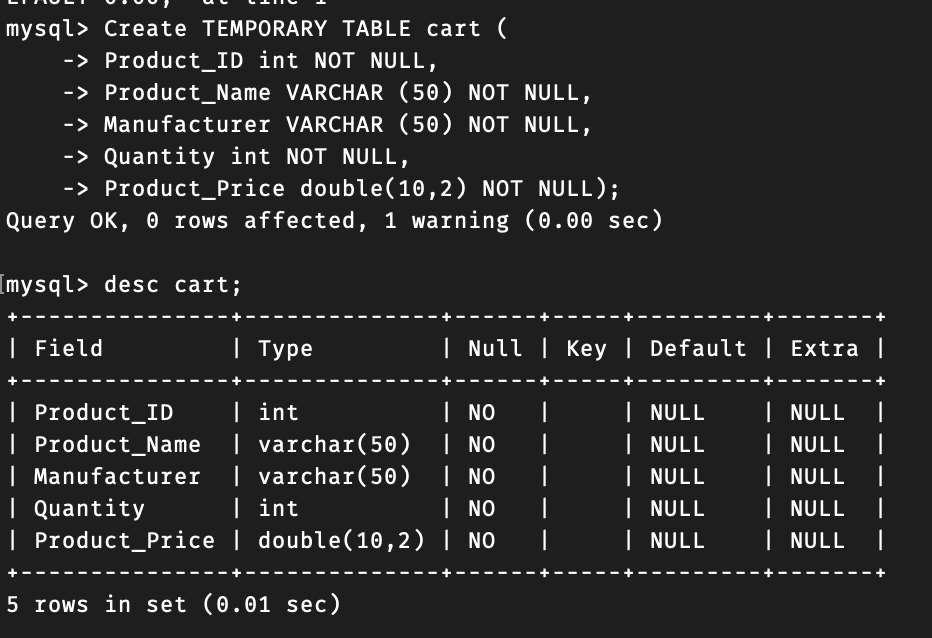 mysql> Create TEMPORARY TABLE cart (
    -> Product_ID int NOT NULL,
    -> Product_Name VARCHAR (50) NOT NULL,
    -> Manufacturer VARCHAR (50) NOT NULL,
    -> Quantity int NOT NULL,
    -> Product_Price double(10,2) NOT NULL);
Query OK, 0 rows affected, 1 warning (0.00 sec)

[mysql> desc cart;
+---------------+--------------+------+-----+---------+-------+
| Field         | Type         | Null | Key | Default | Extra |
+---------------+--------------+------+-----+---------+-------+
| Product_ID    | int          | NO   |     | NULL    | NULL  |
| Product_Name  | varchar(50)  | NO   |     | NULL    | NULL  |
| Manufacturer  | varchar(50)  | NO   |     | NULL    | NULL  |
| Quantity      | int          | NO   |     | NULL    | NULL  |
| Product_Price | double(10,2) | NO   |     | NULL    | NULL  |
+---------------+--------------+------+-----+---------+-------+
5 rows in set (0.01 sec)